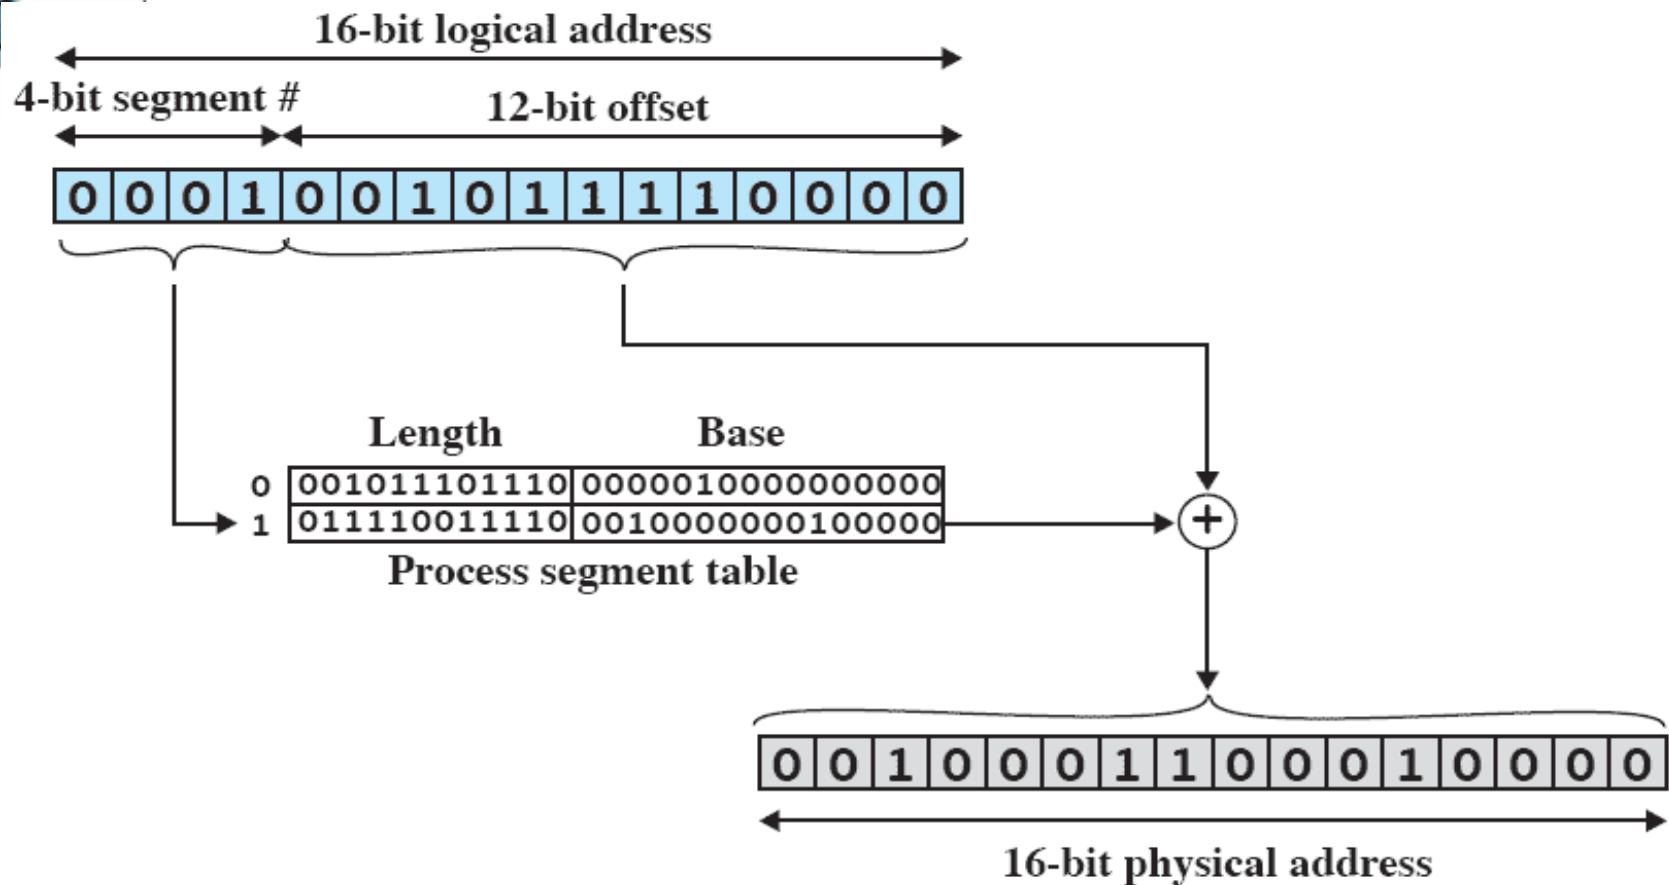 16-bit logical address
4-bit segment #
12-bit offset
0 0 0 1 0 0 1 0 1 1 1 1 0 0 0 0
Length Base
0 001011101110 0000010000000000
1 011110011110 0010000000100000
Process segment table
+
0 0 1 0 0 0 1 1 0 0 0 1 0 0 0 0
16-bit physical address